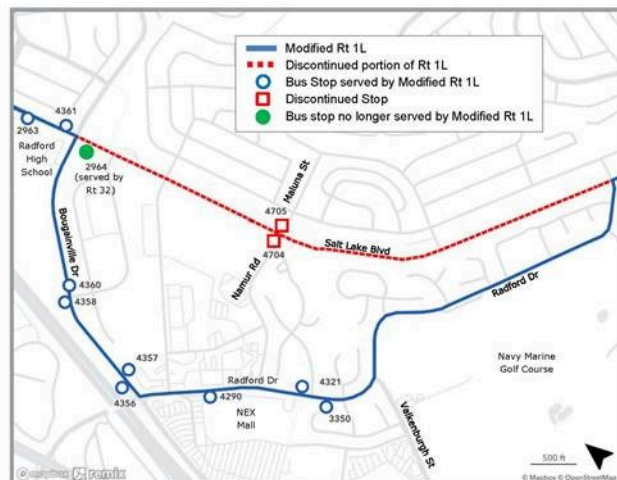 Modified Rt 1L
Discontinued portion of Rt 1L
Bus Stop served by Modified Rt 1L
Discontinued Stop
Bus stop no longer served by Modified Rt 1L
4361
2963
Radford
High
School
2964
(served by
Rt 32)
Maluna St
4705
4704
Salt Lake Blvd
Namur Rd
Bougainville Dr
4360
4358
Radford Dr
4357
4356
Radford Dr
4290
4321
3350
NEX
Mall
Navy Marine
Golf Course
Valkenburgh St
500 ft
mapbox remix
© Mapbox © OpenStreetMap